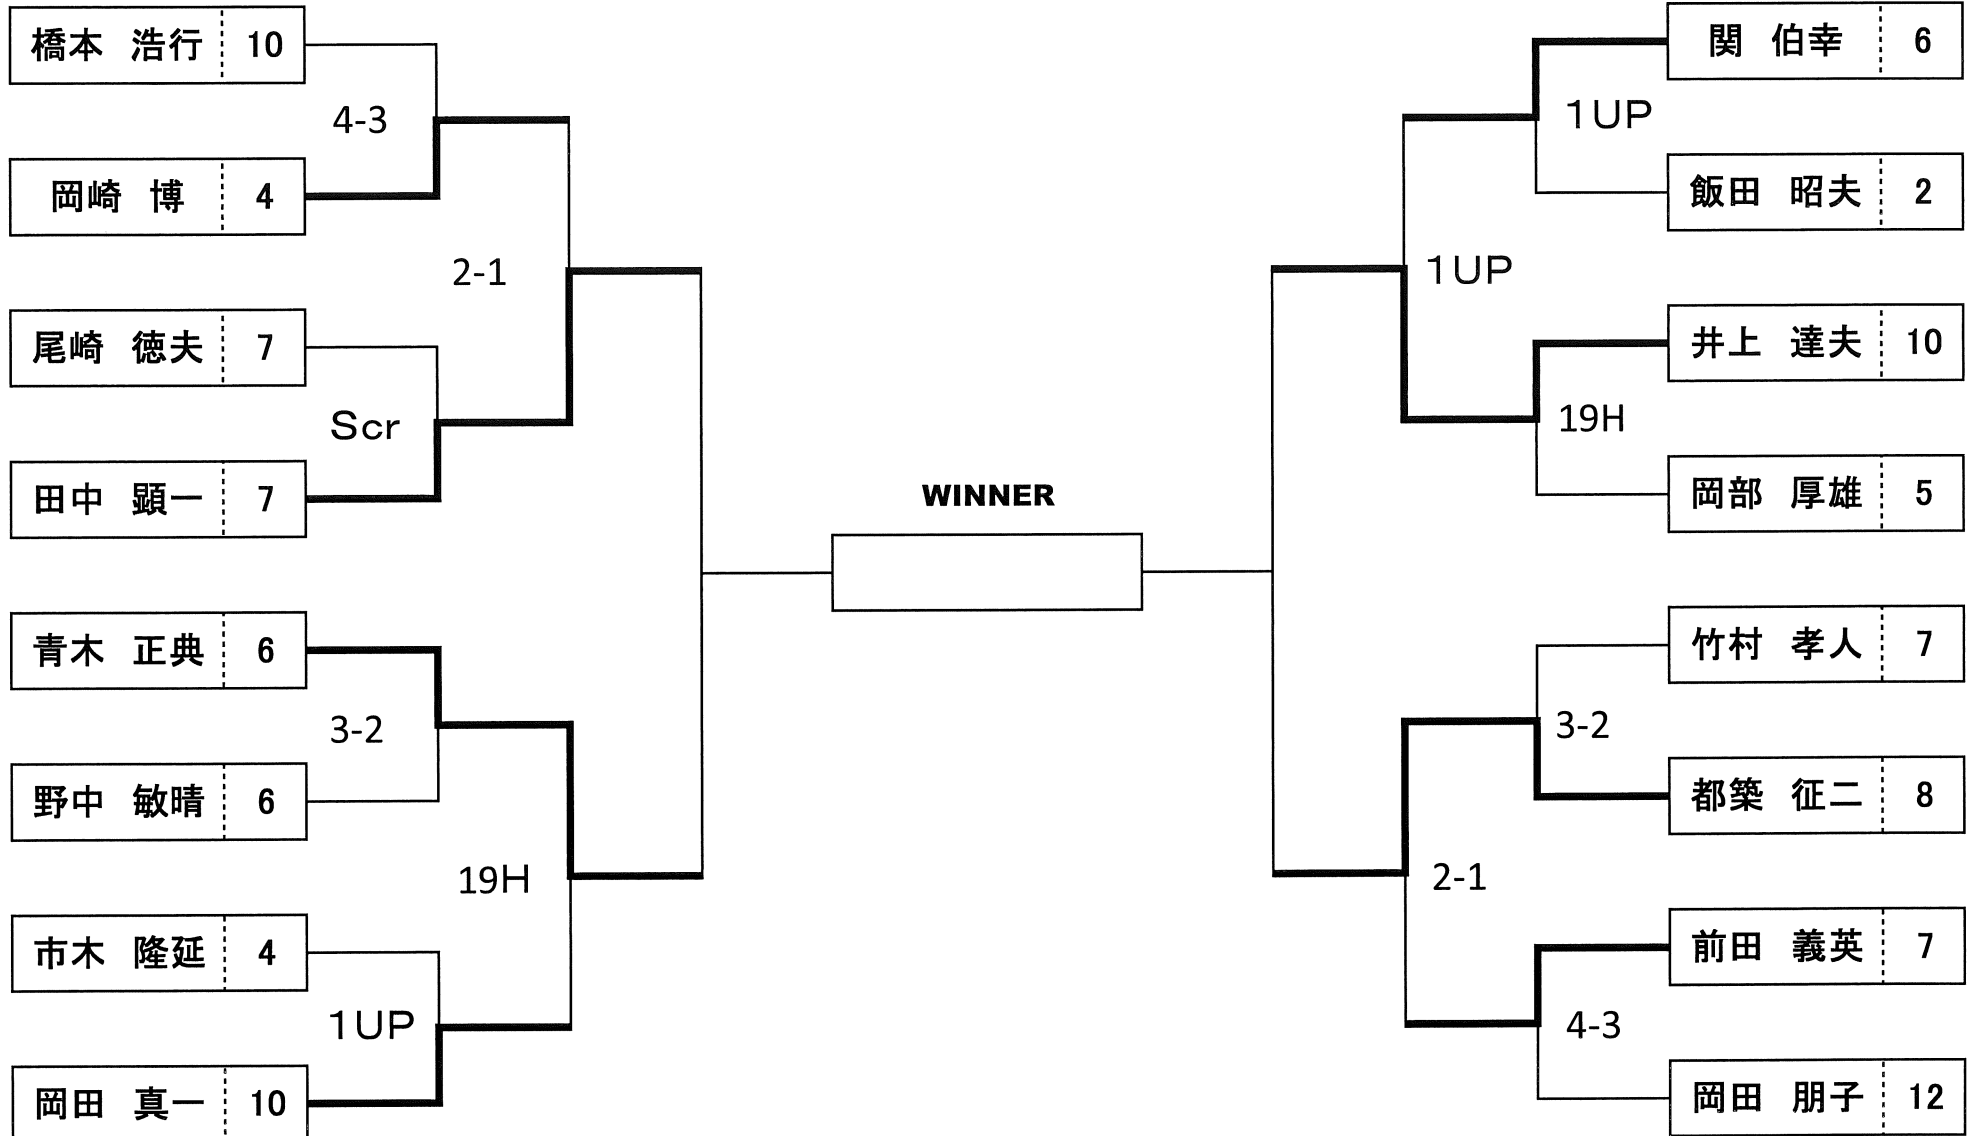 橋本 浩行 10
4-3
岡崎 博 4
2-1
尾崎 徳夫 7
Scr
田中 顕一 7
青木 正典 6
3-2
野中 敏晴 6
19H
市木 隆延 4
1UP
岡田 真一 10
WINNER
関 伯幸 6
1UP
飯田 昭夫 2
1UP
井上 達夫 10
19H
岡部 厚雄 5
竹村 孝人 7
3-2
都築 征二 8
2-1
前田 義英 7
4-3
岡田 朋子 12